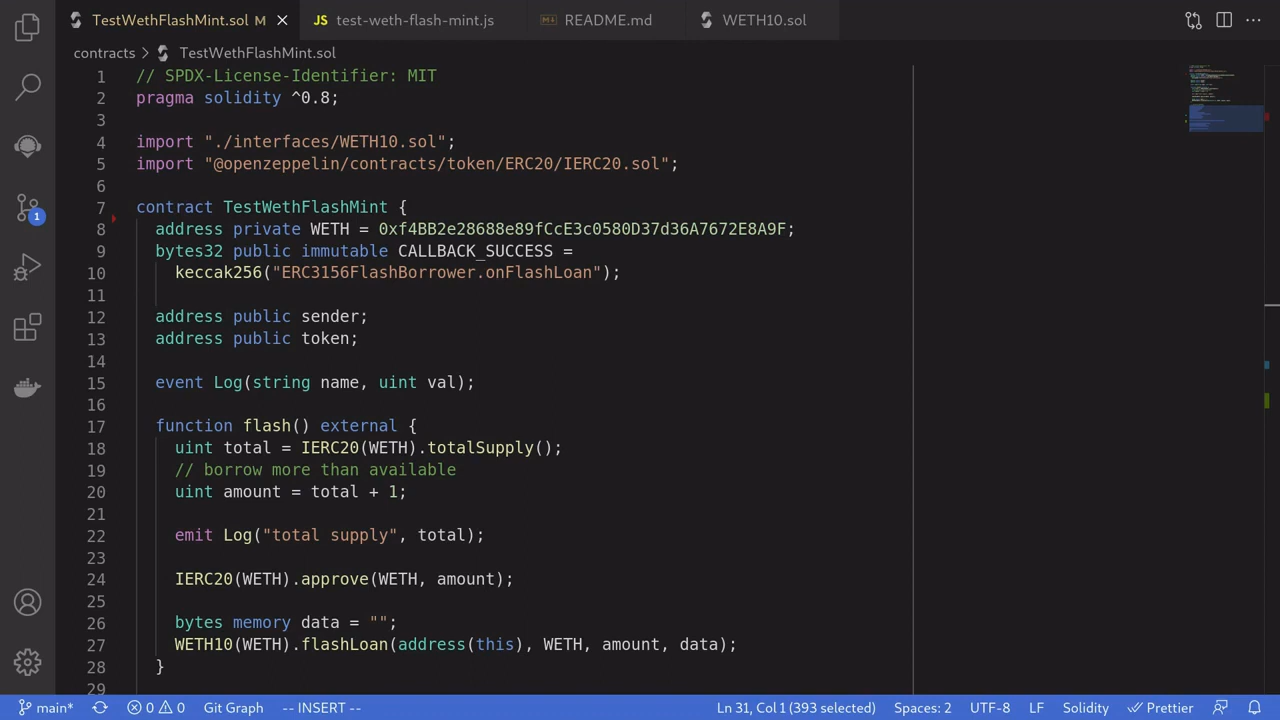 TestWethFlashMint.sol M
JS test-weth-flash-mint.js
README.md
WETH10.sol
contracts > TestWethFlashMint.sol
1 // SPDX-License-Identifier: MIT
2 pragma solidity ^0.8;
3
4 import "./interfaces/WETH10.sol";
5 import "@openzeppelin/contracts/token/ERC20/IERC20.sol";
6
7 contract TestWethFlashMint {
8 address private WETH = 0xf4BB2e28688e89fCcE3c0580D37d36A7672E8A9F;
9 bytes32 public immutable CALLBACK_SUCCESS =
10 keccak256("ERC3156FlashBorrower.onFlashLoan");
11
12 address public sender;
13 address public token;
14
15 event Log(string name, uint val);
16
17 function flash() external {
18 uint total = IERC20(WETH).totalSupply();
19 // borrow more than available
20 uint amount = total + 1;
21
22 emit Log("total supply", total);
23
24 IERC20(WETH).approve(WETH, amount);
25
26 bytes memory data = "";
27 WETH10(WETH).flashLoan(address(this), WETH, amount, data);
28 }
29
1
main* 0 0 Git Graph -- INSERT -- Ln 31, Col 1 (393 selected) Spaces: 2 UTF-8 LF Solidity Prettier